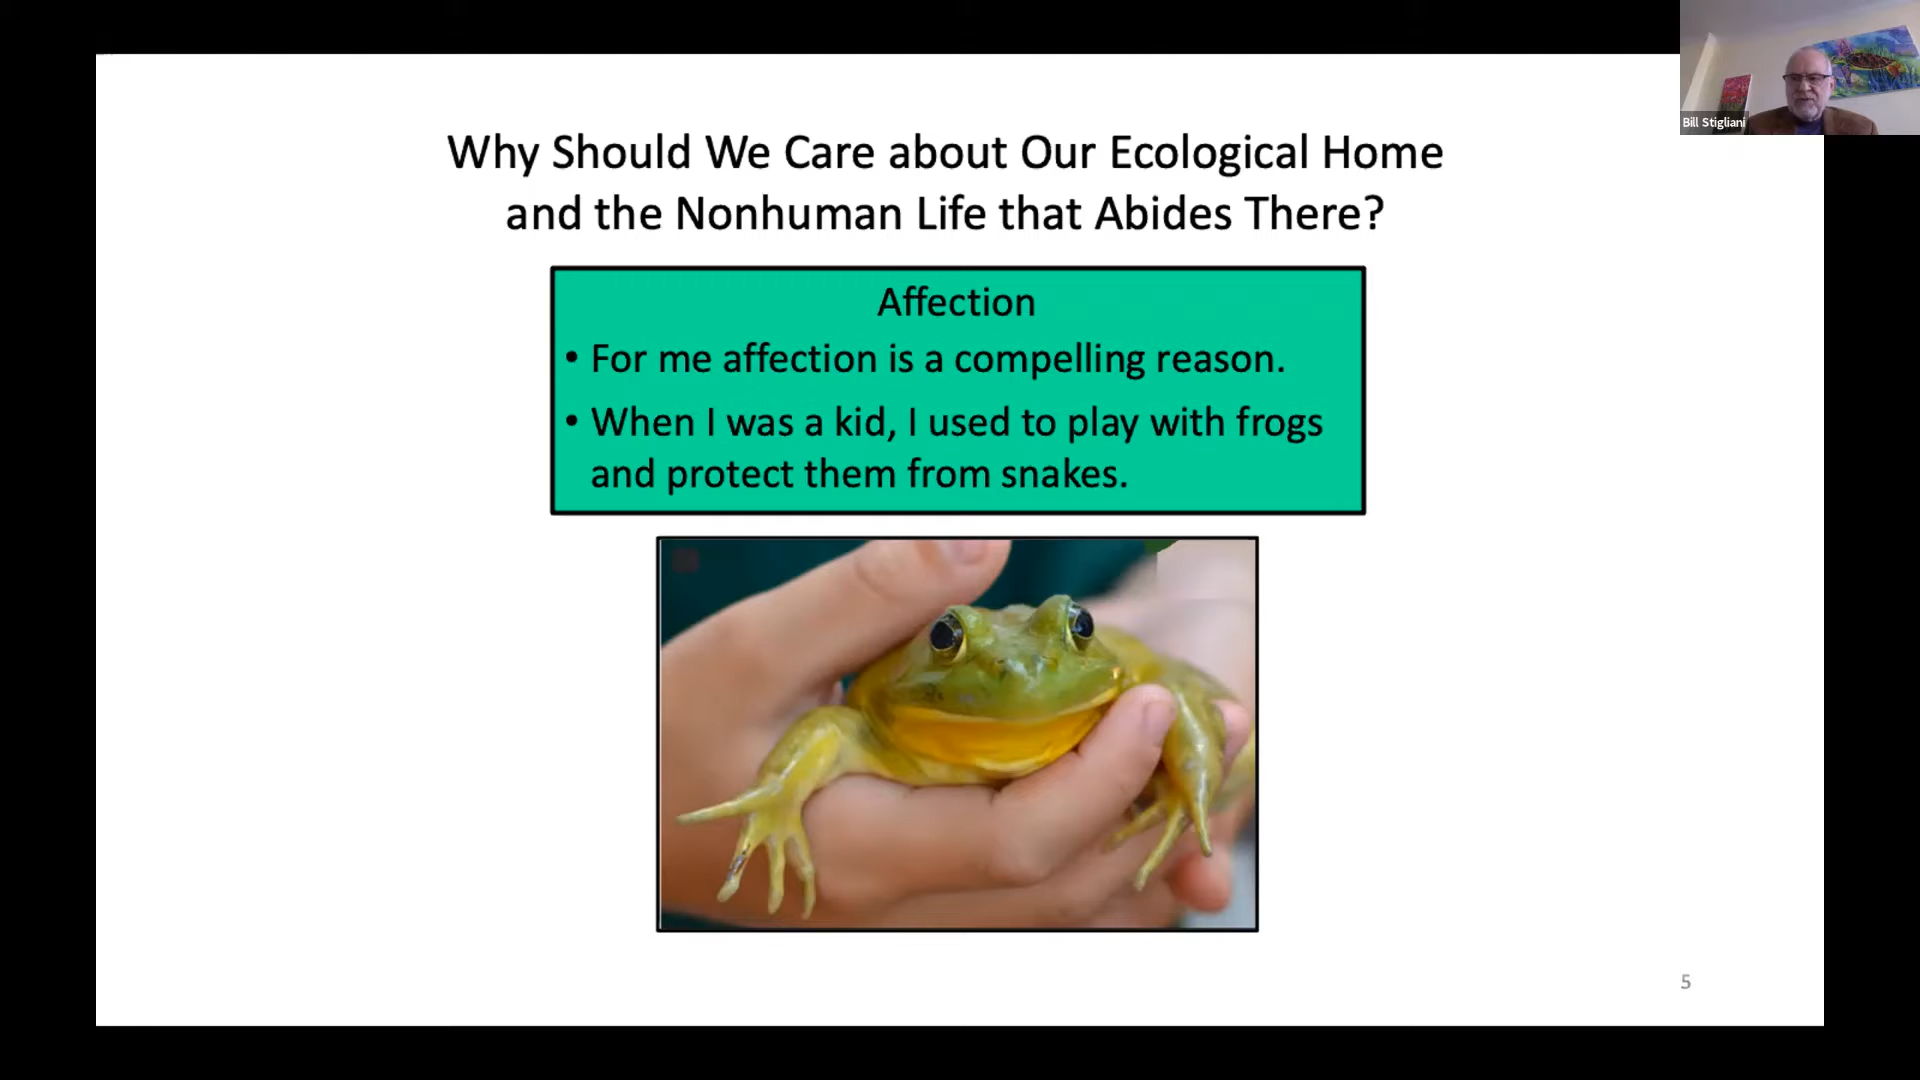 Why Should We Care about Our Ecological Home
and the Nonhuman Life that Abides There?
Affection
• For me affection is a compelling reason.
• When I was a kid, I used to play with frogs
and protect them from snakes.
5
Bill Stigliani